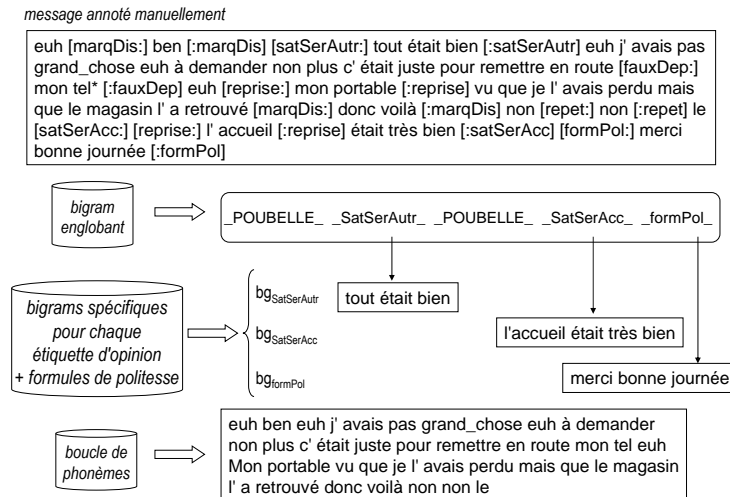 message annoté manuellement
euh [marqDis:] ben [:marqDis] [satSerAutr:] tout était bien [:satSerAutr] euh j' avais pas
grand_chose euh à demander non plus c' était juste pour remettre en route [fauxDep:]
mon tel* [:fauxDep] euh [reprise:] mon portable [:reprise] vu que je l' avais perdu mais
que le magasin l' a retrouvé [marqDis:] donc voilà [:marqDis] non [repet:] non [:repet] le
[satSerAcc:] [reprise:] l' accueil [:reprise] était très bien [:satSerAcc] [formPol:] merci
bonne journée [:formPol]
bigram
englobant
_POUBELLE_ _SatSerAutr_ _POUBELLE_ _SatSerAcc_ _formPol_
bigrams spécifiques
pour chaque
étiquette d'opinion
+ formules de politesse
bgSatSerAutr
bgSatSerAcc
bgformPol
tout était bien
l'accueil était très bien
merci bonne journée
boucle de
phonèmes
euh ben euh j' avais pas grand_chose euh à demander
non plus c' était juste pour remettre en route mon tel euh
Mon portable vu que je l' avais perdu mais que le magasin
l' a retrouvé donc voilà non non le